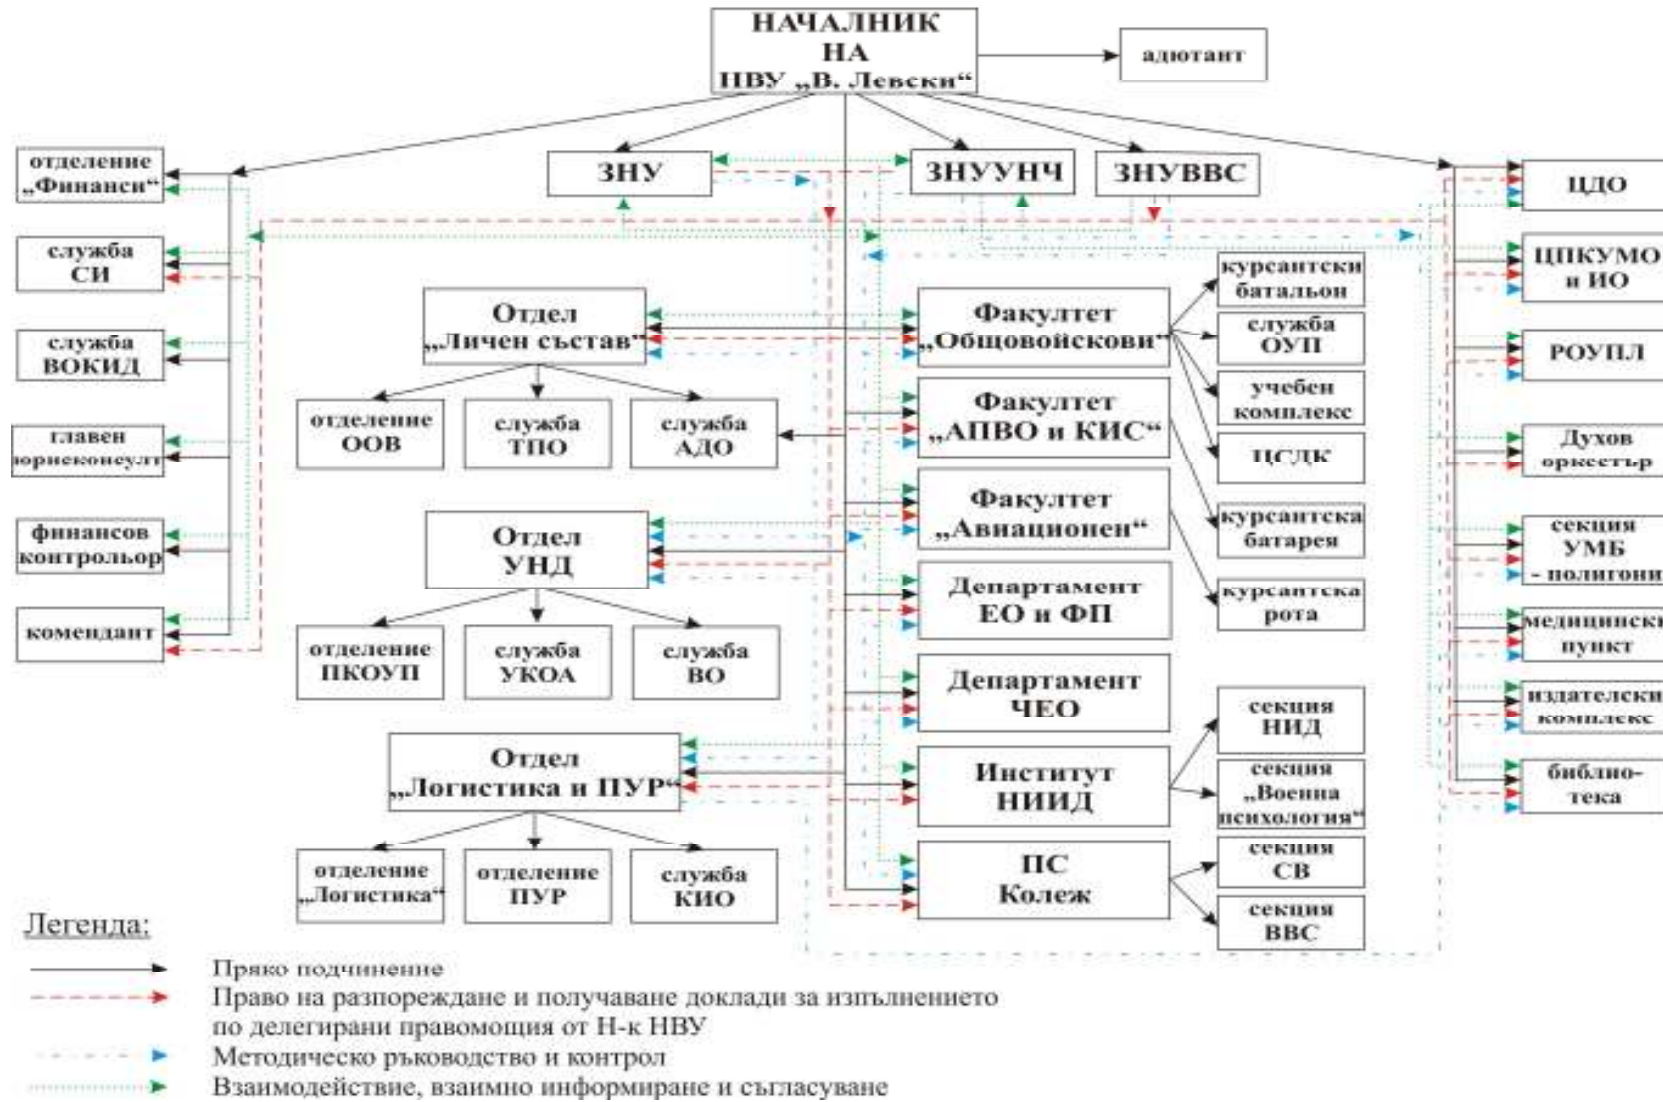 НАЧАЛНИК
НА
НВУ „В. Левски“
адютант
отделение
„Финанси“
ЗНУ
ЗНУУНЧ
ЗНУВВС
ЦДО
служба
СИ
ЦПКУМО
и ИО
курсантски
батальон
Отдел
„Личен състав“
Факултет
„Общовойскови“
служба
ОУП
служба
ВОКИД
РОУПЛ
учебен
комплекс
отделение
ООВ
служба
ТПО
служба
АДО
Факултет
„АПВО и КИС“
главен
юрисконсулт
ЦСДК
Духов
оркестър
Факултет
„Авиационен“
курсантска
батарея
финансов
контрольор
Отдел
УНД
секция
УМБ
- полигони
Департамент
ЕО и ФП
курсантска
рота
комендант
медицински
пункт
отделение
ПКОУП
служба
УКОА
служба
ВО
Департамент
ЧЕО
секция
НИД
издателски
комплекс
Отдел
„Логистика и ПУР“
Институт
НИИД
секция
„Военна
психология“
библио-
тека
отделение
„Логистика“
отделение
ПУР
служба
КИО
ПС
Колеж
секция
СВ
секция
ВВС
Легенда:
Пряко подчинение
Право на разпореждане и получаване доклади за изпълнението
по делегирани правомощия от Н-к НВУ
Методическо ръководство и контрол
Взаимодействие, взаимно информиране и съгласуване